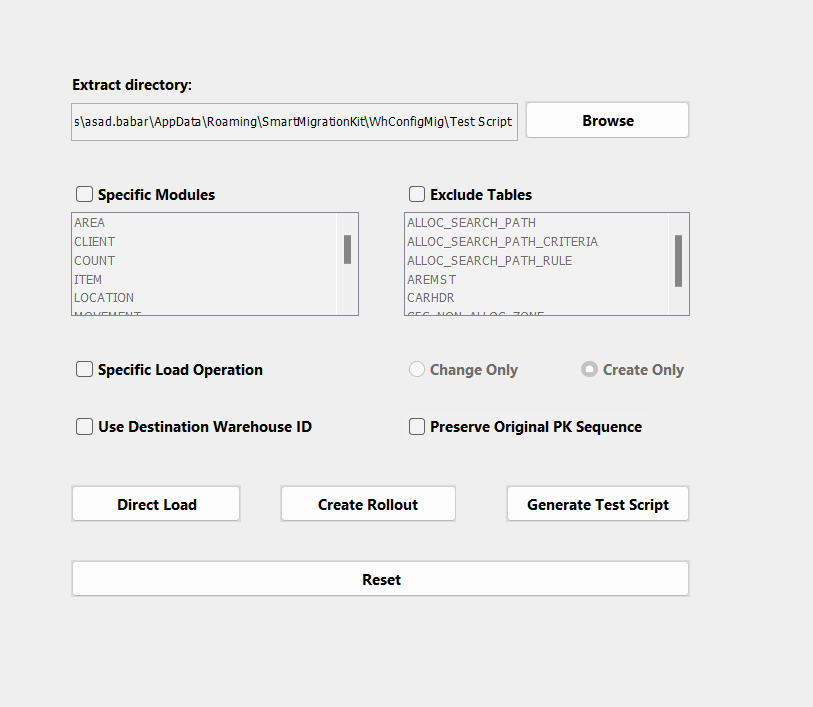 Extract directory:
s\asad.babar\AppData\Roaming\SmartMigrationKit\WhConfigMig\Test Script
Browse
Specific Modules
Exclude Tables
AREA
CLIENT
COUNT
ITEM
LOCATION
MOVEMENT
ALLOC_SEARCH_PATH
ALLOC_SEARCH_PATH_CRITERIA
ALLOC_SEARCH_PATH_RULE
AREMST
CARHDR
Specific Load Operation
Change Only
Create Only
Use Destination Warehouse ID
Preserve Original PK Sequence
Direct Load
Create Rollout
Generate Test Script
Reset